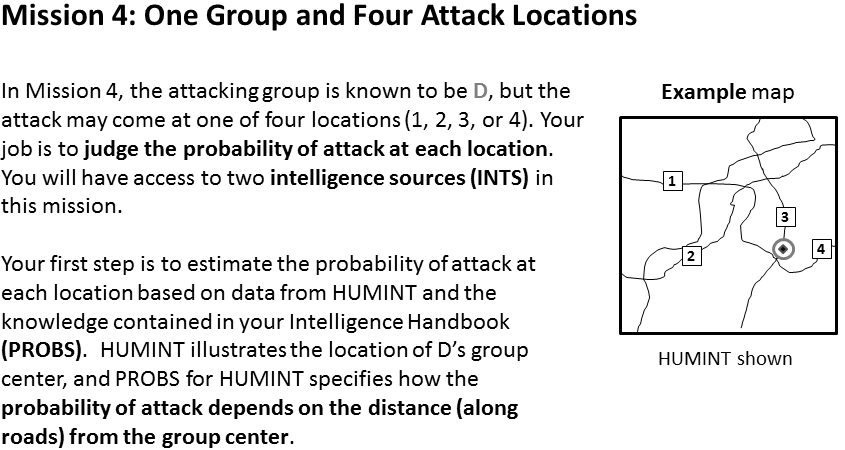 Mission 4: One Group and Four Attack Locations
In Mission 4, the attacking group is known to be D, but the
attack may come at one of four locations (1, 2, 3, or 4). Your
job is to judge the probability of attack at each location.
You will have access to two intelligence sources (INTS) in
this mission.
Your first step is to estimate the probability of attack at
each location based on data from HUMINT and the
knowledge contained in your Intelligence Handbook
(PROBS).  HUMINT illustrates the location of D's group
center, and PROBS for HUMINT specifies how the
probability of attack depends on the distance (along
roads) from the group center.
Example map
1
3
2
4
HUMINT shown